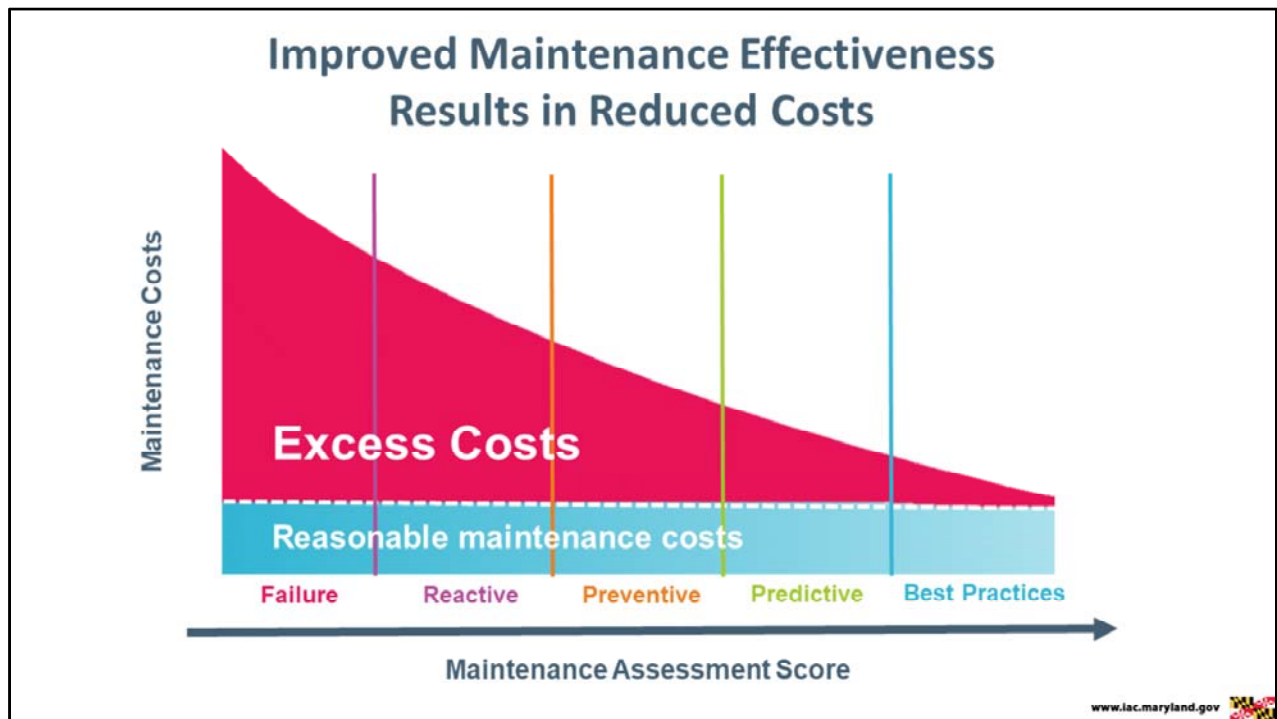 Improved Maintenance Effectiveness
Results in Reduced Costs
Maintenance Costs
Excess Costs
Reasonable maintenance costs
Failure Reactive Preventive Predictive Best Practices
Maintenance Assessment Score
www.iac.maryland.gov